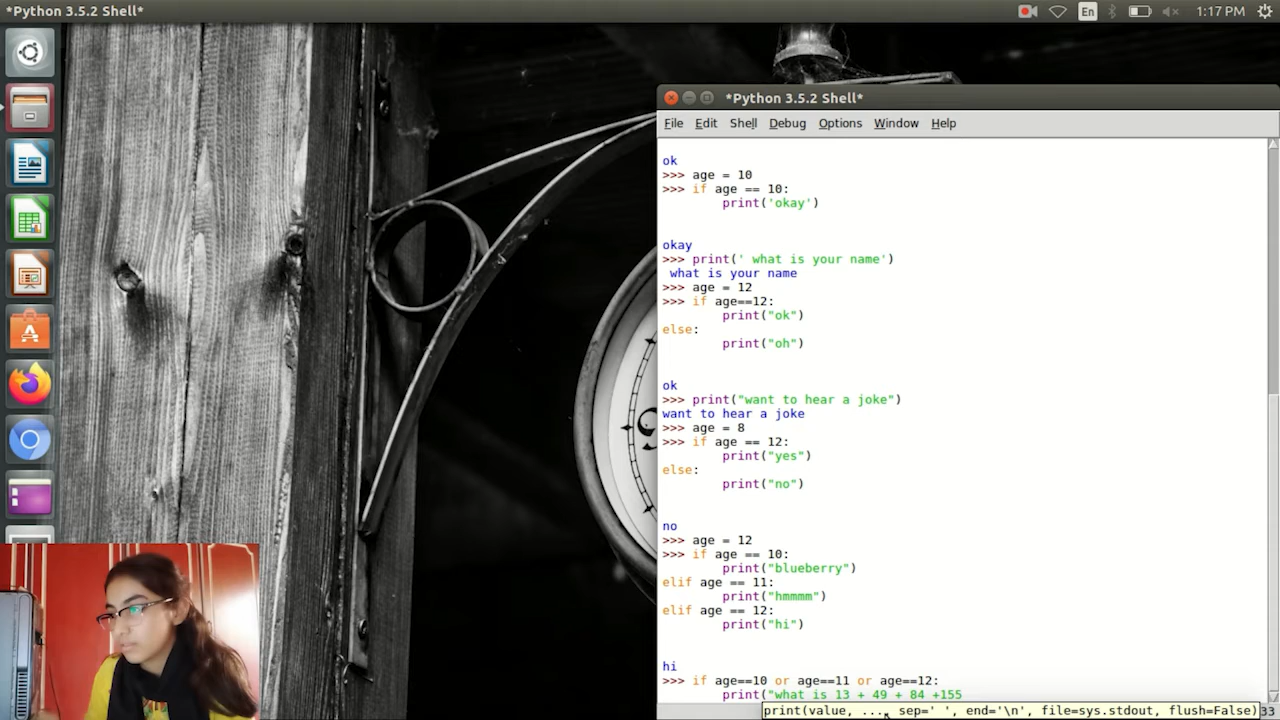 *Python 3.5.2 Shell*
En
1:17 PM
*Python 3.5.2 Shell*
File Edit Shell Debug Options Window Help
ok
>>> age = 10
>>> if age == 10:
        print('okay')
okay
>>> print(' what is your name')
 what is your name
>>> age = 12
>>> if age==12:
        print("ok")
else:
        print("oh")
ok
>>> print("want to hear a joke")
want to hear a joke
>>> age = 8
>>> if age == 12:
        print("yes")
else:
        print("no")
no
>>> age = 12
>>> if age == 10:
        print("blueberry")
elif age == 11:
        print("hmmmm")
elif age == 12:
        print("hi")
hi
>>> if age==10 or age==11 or age==12:
        print("what is 13 + 49 + 84 +155
print(value, ..., sep=' ', end='\n', file=sys.stdout, flush=False) 33